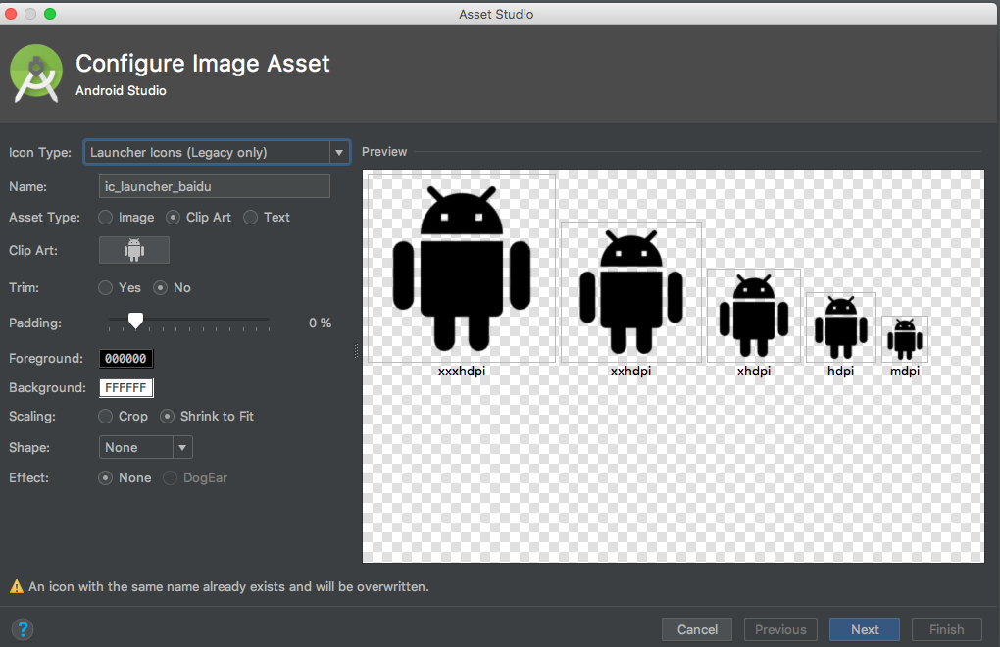 Asset Studio
Configure Image Asset
Android Studio
Icon Type: Launcher Icons (Legacy only)
Name: ic_launcher_baidu
Asset Type: Image Clip Art Text
Clip Art:
Trim: Yes No
Padding: 0 %
Foreground: 000000
Background: FFFFFF
Scaling: Crop Shrink to Fit
Shape: None
Effect: None DogEar
Preview
xxxhdpi xxhdpi xhdpi hdpi mdpi
An icon with the same name already exists and will be overwritten.
? Cancel Previous Next Finish